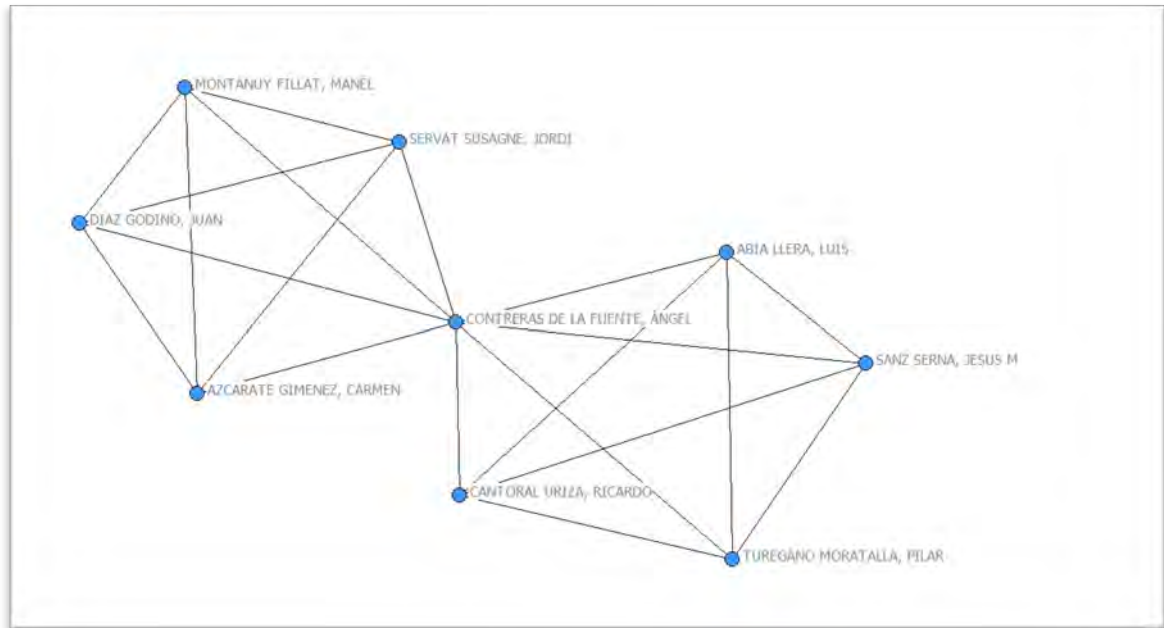 MONTANUY FILLAT, MANEL
SERVAT SUSAGNE, JORDI
DIAZ GODINO, JUAN
ABIA LLERA, LUIS
CONTRERAS DE LA FUENTE, ÁNGEL
SANZ SERNA, JESUS M
AZCARATE GIMENEZ, CARMEN
CANTORAL URIZA, RICARDO
TUREGANO MORATALLA, PILAR